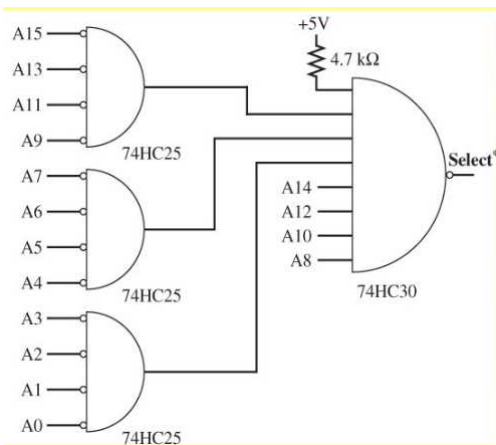 A15
A13
A11
A9
74HC25
A7
A6
A5
A4
74HC25
A3
A2
A1
A0
74HC25
+5V
4.7 kΩ
A14
A12
A10
A8
74HC30
Select*